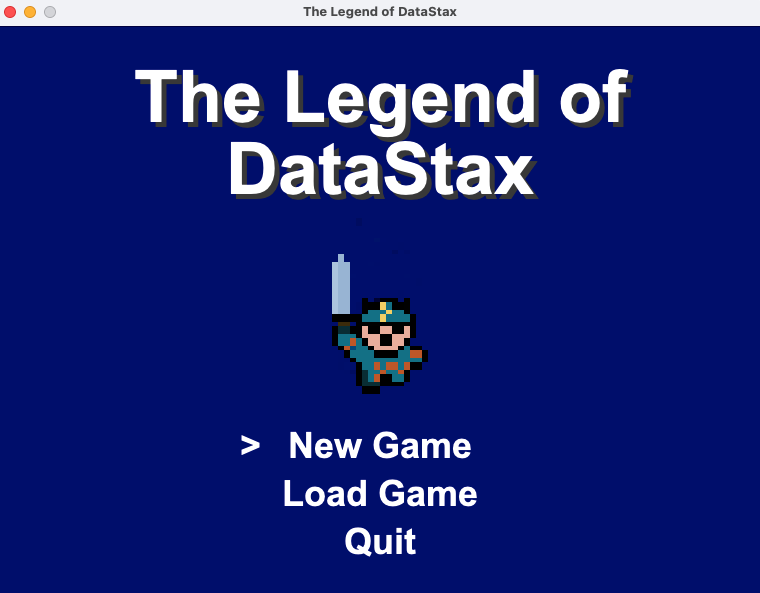 The Legend of DataStax
The Legend of
DataStax
> New Game
Load Game
Quit